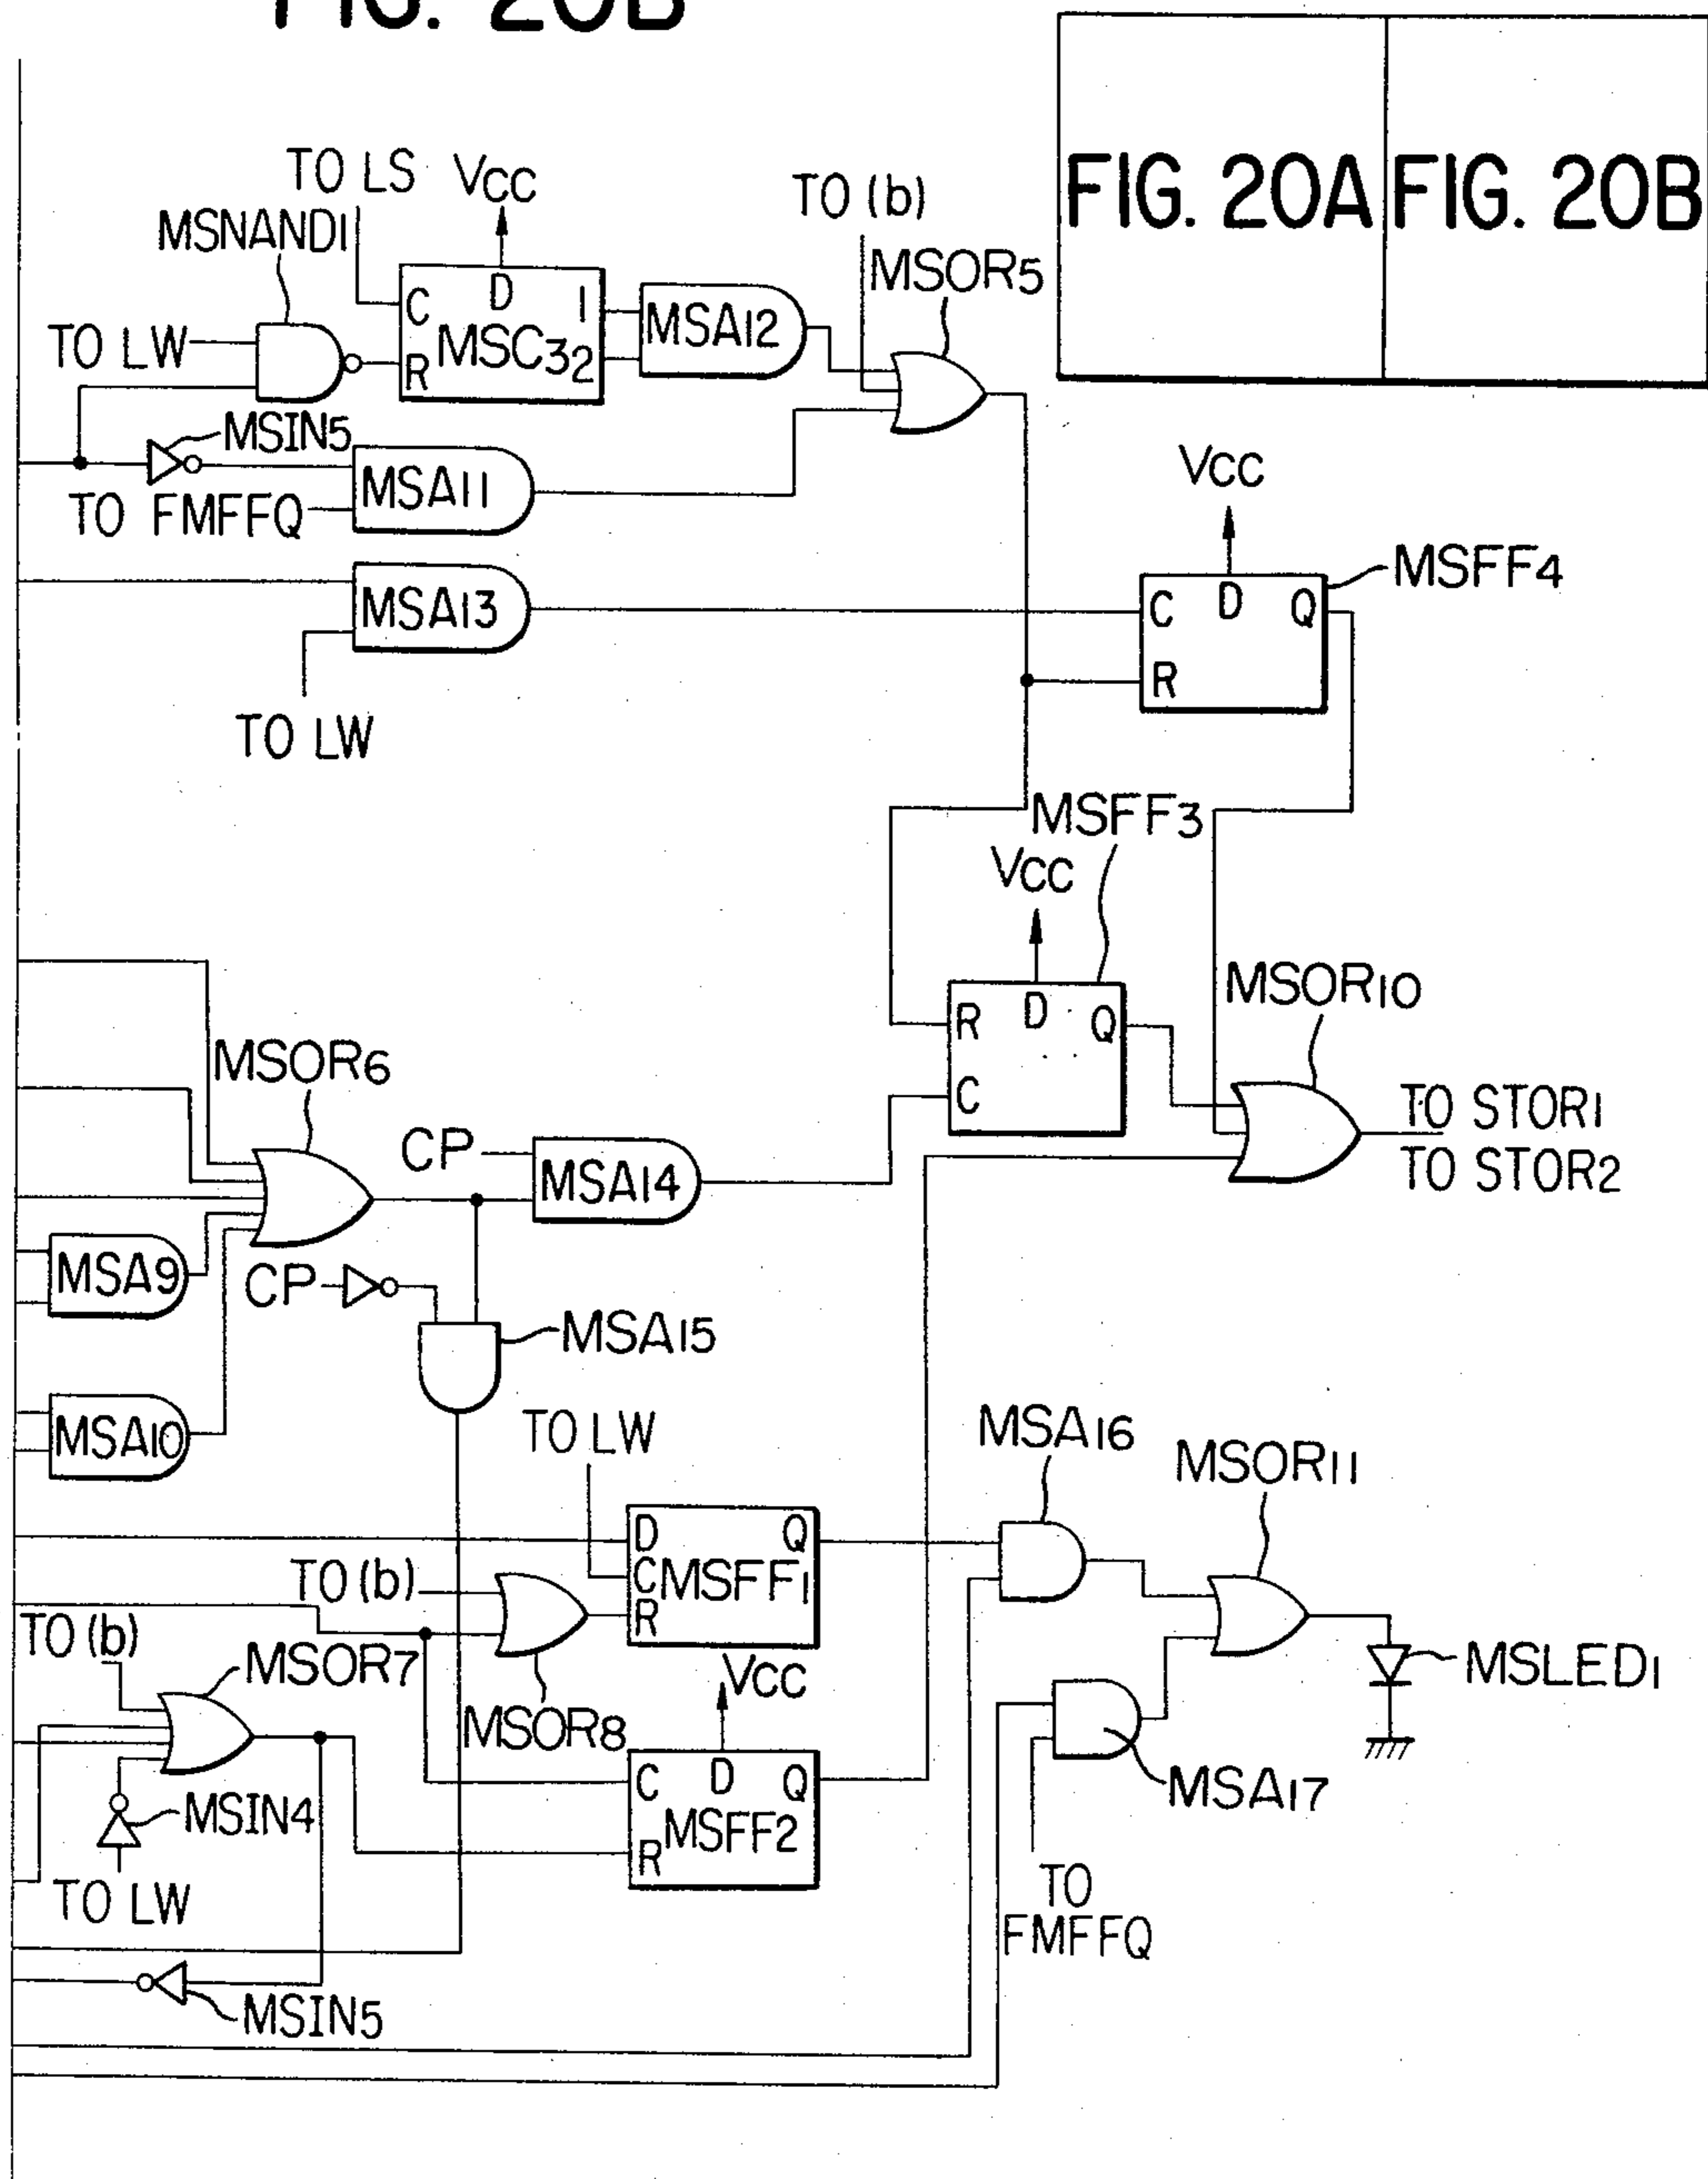 FIG. 20B
FIG. 20A FIG. 20B
TO LS VCC
TO (b)
MSNAND1
MSOR5
C D 1
MSA12
TO LW
MSC3 2
R
MSIN5
MSA11
TO FMFFQ
VCC
MSFF4
MSA13
C D Q
R
TO LW
MSFF3
VCC
MSOR10
R D Q
MSOR6
C
TO STOR1
CP
MSA14
TO STOR2
MSA9
CP
MSA15
MSA16
TO LW
MSA10
MSOR11
D Q
TO (b)
C MSFF1
R
TO (b)
MSOR7
VCC
MSLED1
MSOR8
C D Q
MSA17
MSIN4
MSFF2
R
TO LW
TO
FMFFQ
MSIN5